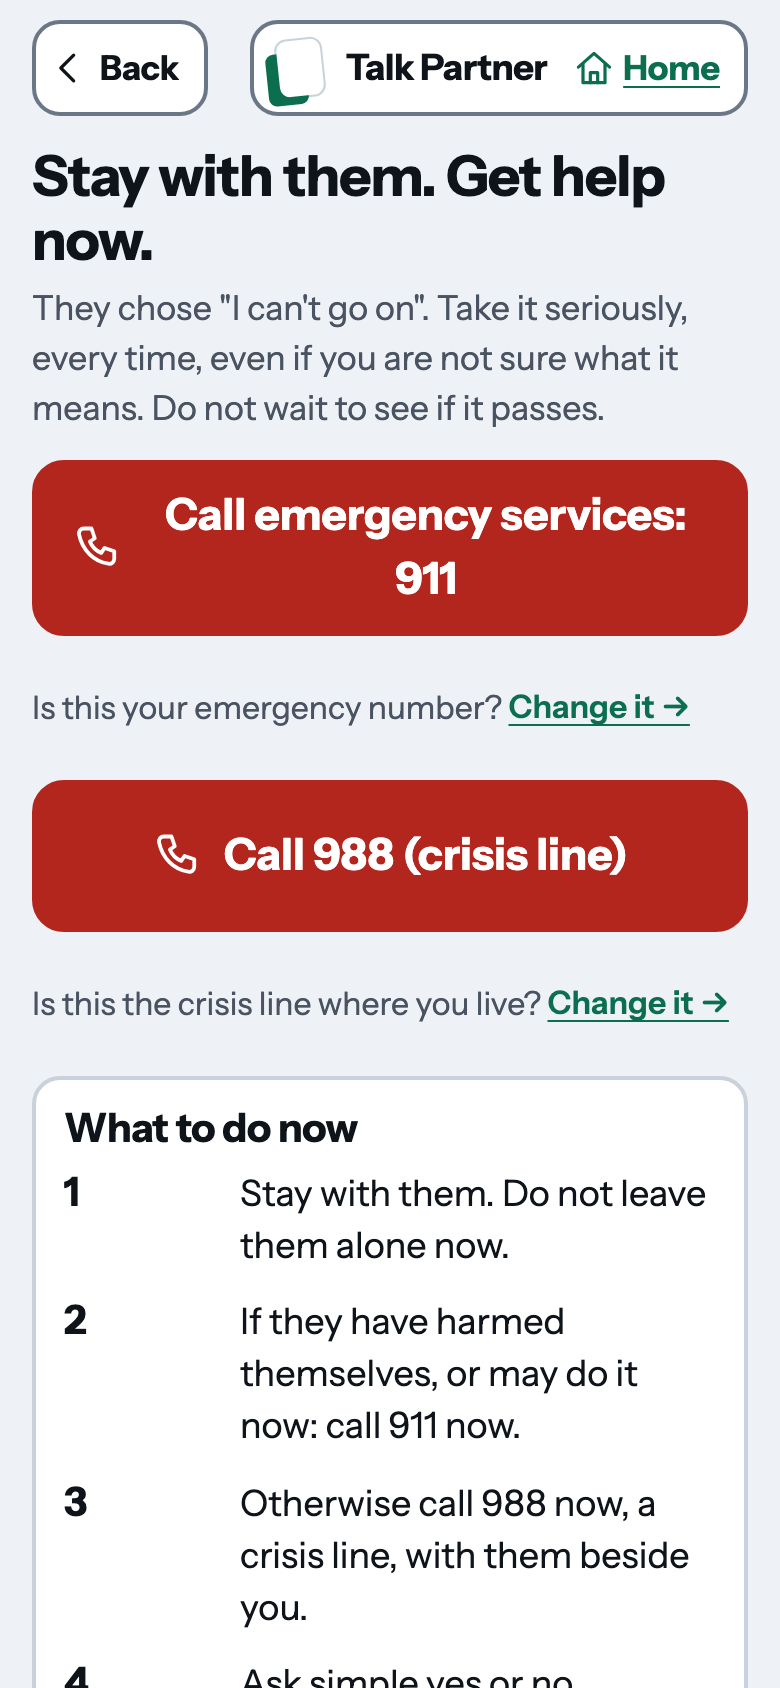 Back
Talk Partner
Home
Stay with them. Get help
now.
They chose "I can't go on". Take it seriously,
every time, even if you are not sure what it
means. Do not wait to see if it passes.
Call emergency services:
911
Is this your emergency number? Change it →
Call 988 (crisis line)
Is this the crisis line where you live? Change it →
What to do now
1 Stay with them. Do not leave
them alone now.
2 If they have harmed
themselves, or may do it
now: call 911 now.
3 Otherwise call 988 now, a
crisis line, with them beside
you.
4 Ask simple yes or no